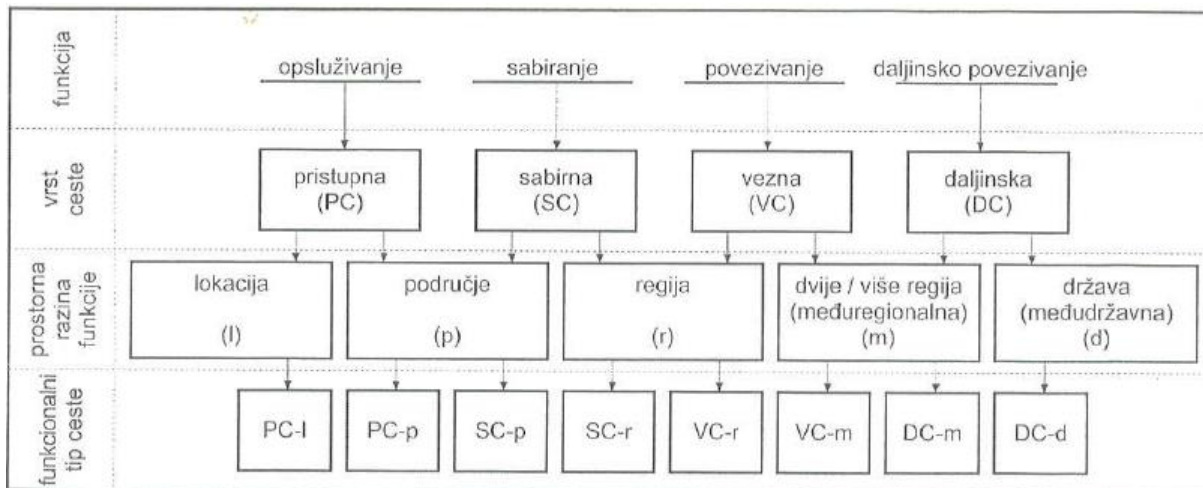 funkcija
opsluživanje
sabiranje
povezivanje
daljinsko povezivanje
vrst
ceste
pristupna
(PC)
sabirna
(SC)
vezna
(VC)
daljinska
(DC)
prostorna
razina
funkcije
lokacija
(l)
područje
(p)
regija
(r)
dvije / više regija
(međuregionalna)
(m)
država
(međudržavna)
(d)
funkcionalni
tip ceste
PC-l
PC-p
SC-p
SC-r
VC-r
VC-m
DC-m
DC-d